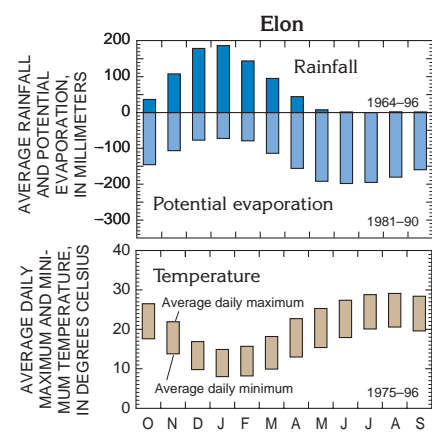 Elon
AVERAGE RAINFALL
AND POTENTIAL
EVAPORATION,
IN MILLIMETERS
200
100
0
−100
−200
−300
Rainfall
1964–96
Potential evaporation
1981–90
AVERAGE DAILY
MAXIMUM AND MINI-
MUM TEMPERATURE,
IN DEGREES CELSIUS
40
30
20
10
0
Temperature
Average daily maximum
Average daily minimum
1975–96
O N D J F M A M J J A S